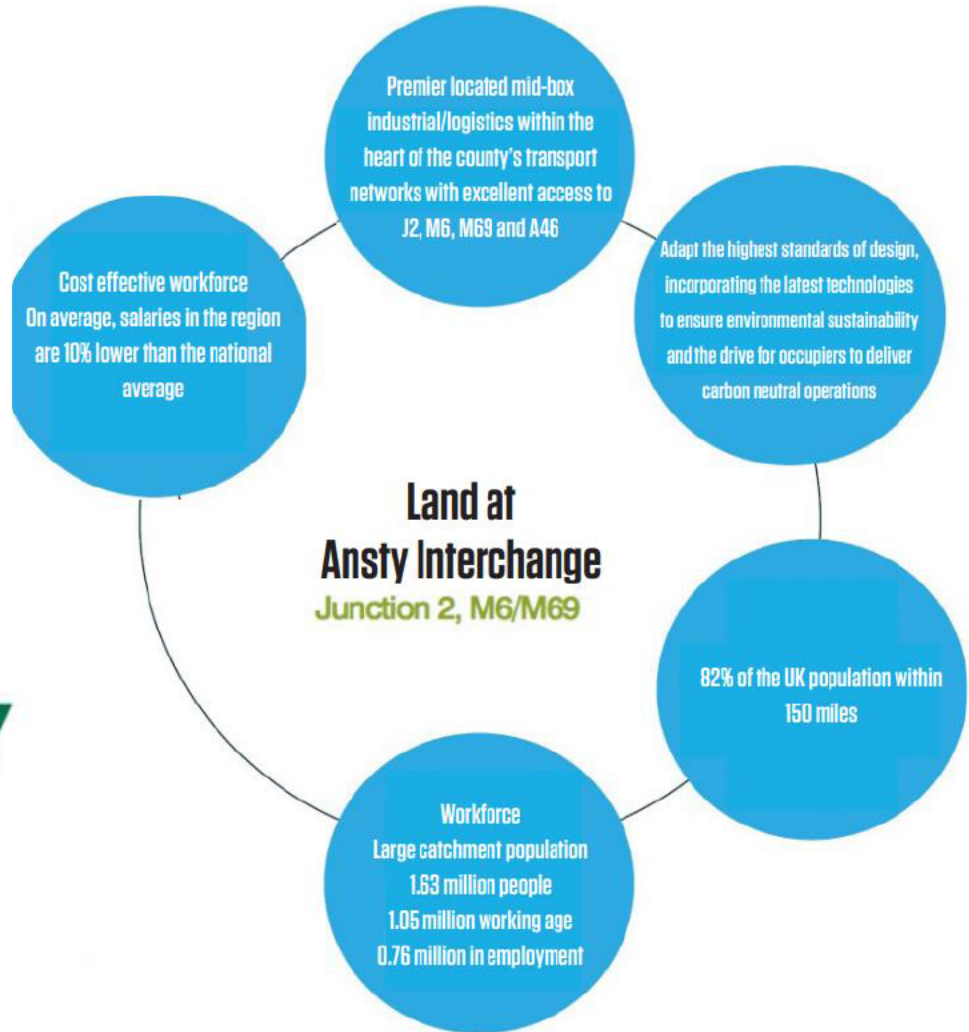 Premier located mid-box
industrial/logistics within the
heart of the county's transport
networks with excellent access to
J2, M6, M69 and A46
Adapt the highest standards of design,
incorporating the latest technologies
to ensure environmental sustainability
and the drive for occupiers to deliver
carbon neutral operations
82% of the UK population within
150 miles
Workforce
Large catchment population
1.63 million people
1.05 million working age
0.76 million in employment
Cost effective workforce
On average, salaries in the region
are 10% lower than the national
average
Land at
Ansty Interchange
Junction 2, M6/M69